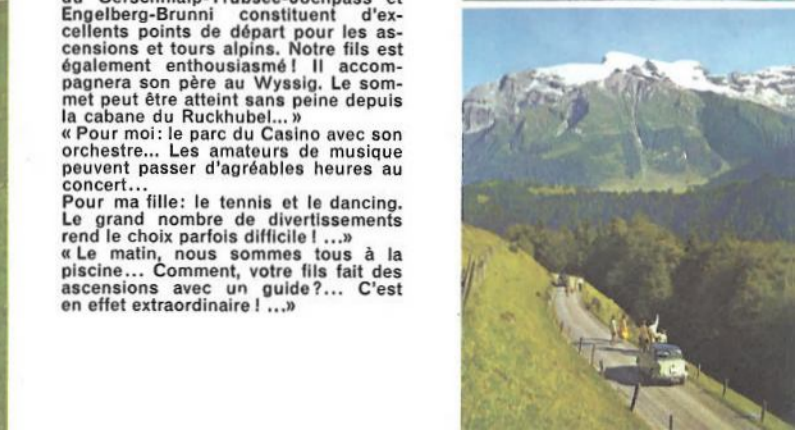 du Gerschnialp-Trübsee-Jochpass et
Engelberg-Brunni constituent d'ex-
cellents points de départ pour les as-
censions et tours alpins. Notre fils est
également enthousiasmé! Il accom-
pagnera son père au Wyssig. Le som-
met peut être atteint sans peine depuis
la cabane du Ruckhubel...»
« Pour moi: le parc du Casino avec son
orchestre... Les amateurs de musique
peuvent passer d'agréables heures au
concert...
Pour ma fille: le tennis et le dancing.
Le grand nombre de divertissements
rend le choix parfois difficile! ...»
« Le matin, nous sommes tous à la
piscine... Comment, votre fils fait des
ascensions avec un guide?... C'est
en effet extraordinaire! ...»